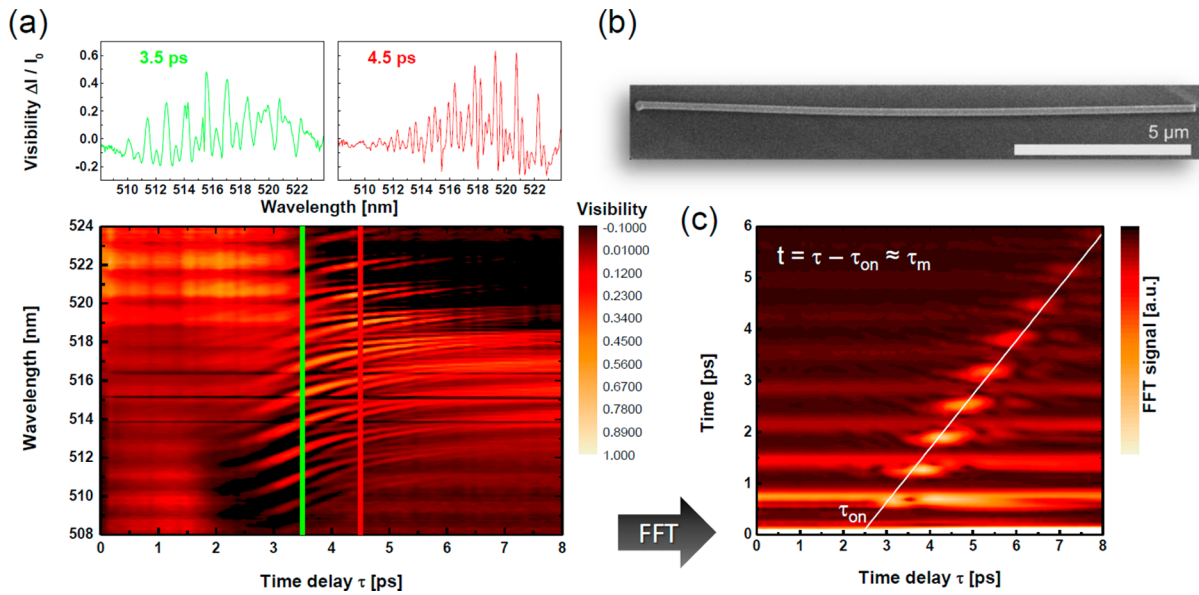 (a)
3.5 ps
4.5 ps
Visibility ΔI / I₀
0.6
0.4
0.2
0.0
-0.2
510 512 514 516 518 520 522
510 512 514 516 518 520 522
Wavelength [nm]
(b)
5 µm
Wavelength [nm]
524
522
520
518
516
514
512
510
508
0 1 2 3 4 5 6 7 8
Time delay τ [ps]
Visibility
-0.1000
0.01000
0.1200
0.2300
0.3400
0.4500
0.5600
0.6700
0.7800
0.8900
1.000
FFT
(c)
t = τ – τon ≈ τm
τon
Time [ps]
6
5
4
3
2
1
0
0 1 2 3 4 5 6 7 8
Time delay τ [ps]
FFT signal [a.u.]